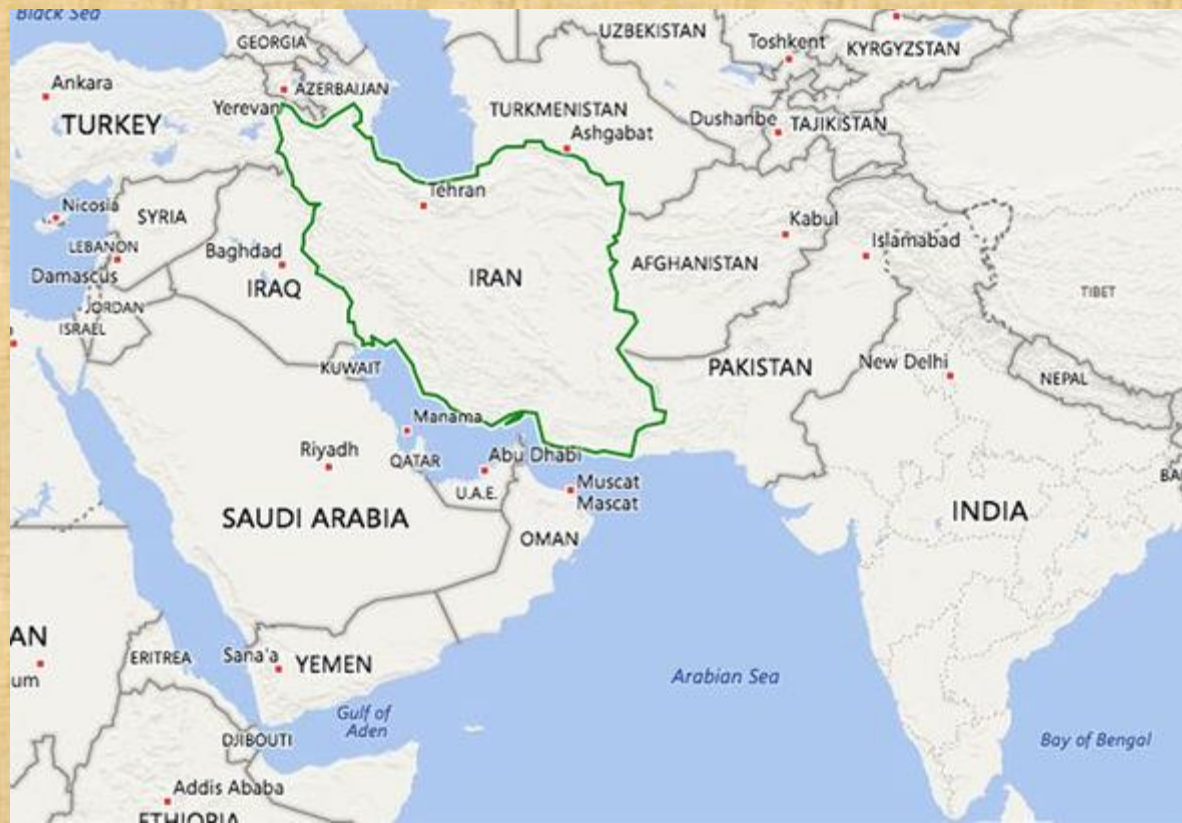 Black Sea
GEORGIA
UZBEKISTAN
Toshkent
KYRGYZSTAN
Ankara
AZERBAIJAN
Yerevan
TURKMENISTAN
TURKEY
Dushanbe
TAJIKISTAN
Ashgabat
Tehran
Nicosia
SYRIA
Kabul
Islamabad
LEBANON
Baghdad
AFGHANISTAN
Damascus
IRAN
IRAQ
TIBET
JORDAN
ISRAEL
KUWAIT
PAKISTAN
New Delhi
NEPAL
Manama
Riyadh
QATAR
Abu Dhabi
U.A.E.
Muscat
Mascat
BA
SAUDI ARABIA
INDIA
OMAN
AN
ERITREA
Sana'a
YEMEN
um
Arabian Sea
Gulf of
Aden
DJIBOUTI
Bay of Bengal
Addis Ababa
ETHIOPIA